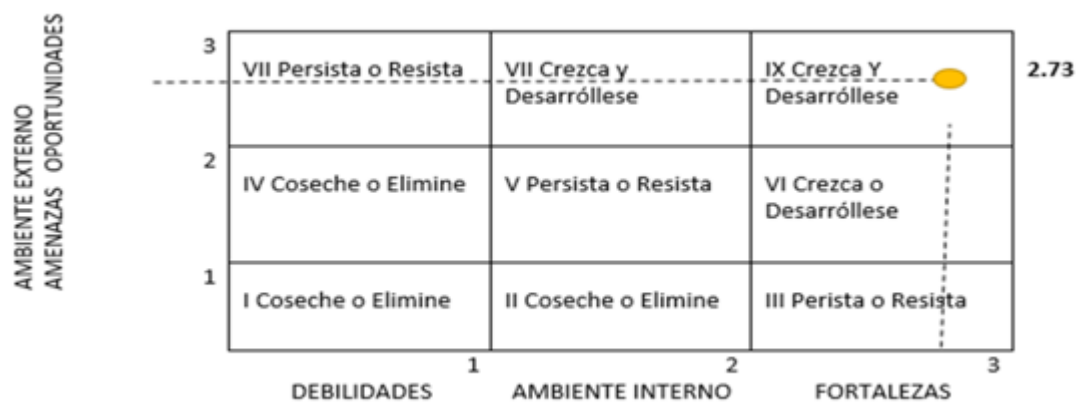 AMBIENTE EXTERNO
AMENAZAS OPORTUNIDADES
3
VII Persista o Resista
VII Crezca y
Desarróllese
IX Crezca Y
Desarróllese
2.73
2
IV Coseche o Elimine
V Persista o Resista
VI Crezca o
Desarróllese
1
I Coseche o Elimine
II Coseche o Elimine
III Perista o Resista
1
2
3
DEBILIDADES
AMBIENTE INTERNO
FORTALEZAS